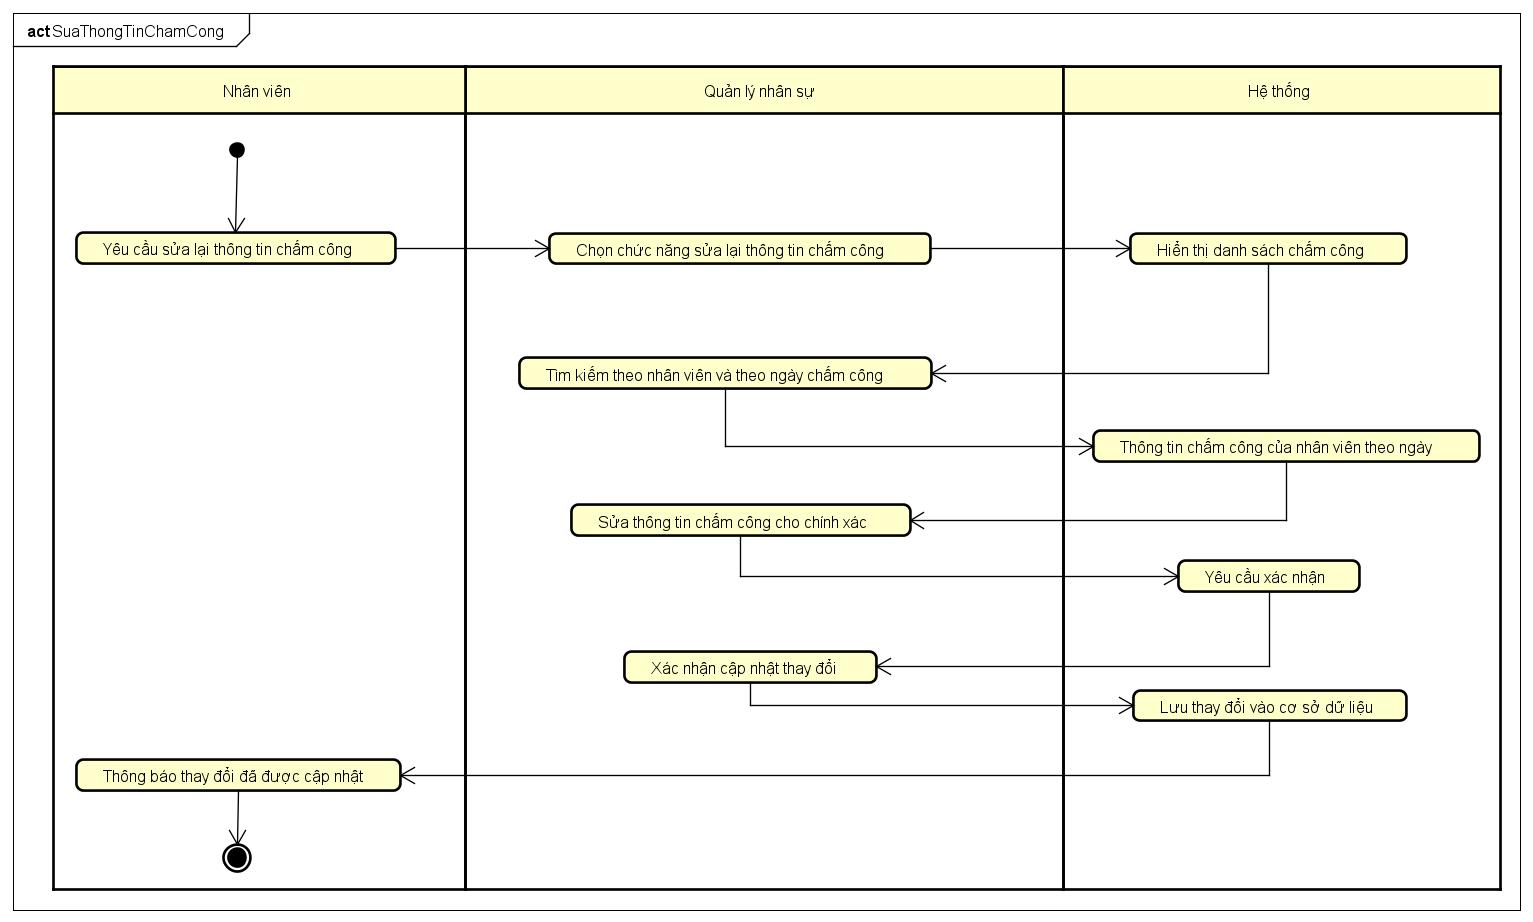 act SuaThongTinChamCong
Nhân viên
Quản lý nhân sự
Hệ thống
Yêu cầu sửa lại thông tin chấm công
Chọn chức năng sửa lại thông tin chấm công
Hiển thị danh sách chấm công
Tìm kiếm theo nhân viên và theo ngày chấm công
Thông tin chấm công của nhân viên theo ngày
Sửa thông tin chấm công cho chính xác
Yêu cầu xác nhận
Xác nhận cập nhật thay đổi
Lưu thay đổi vào cơ sở dữ liệu
Thông báo thay đổi đã được cập nhật